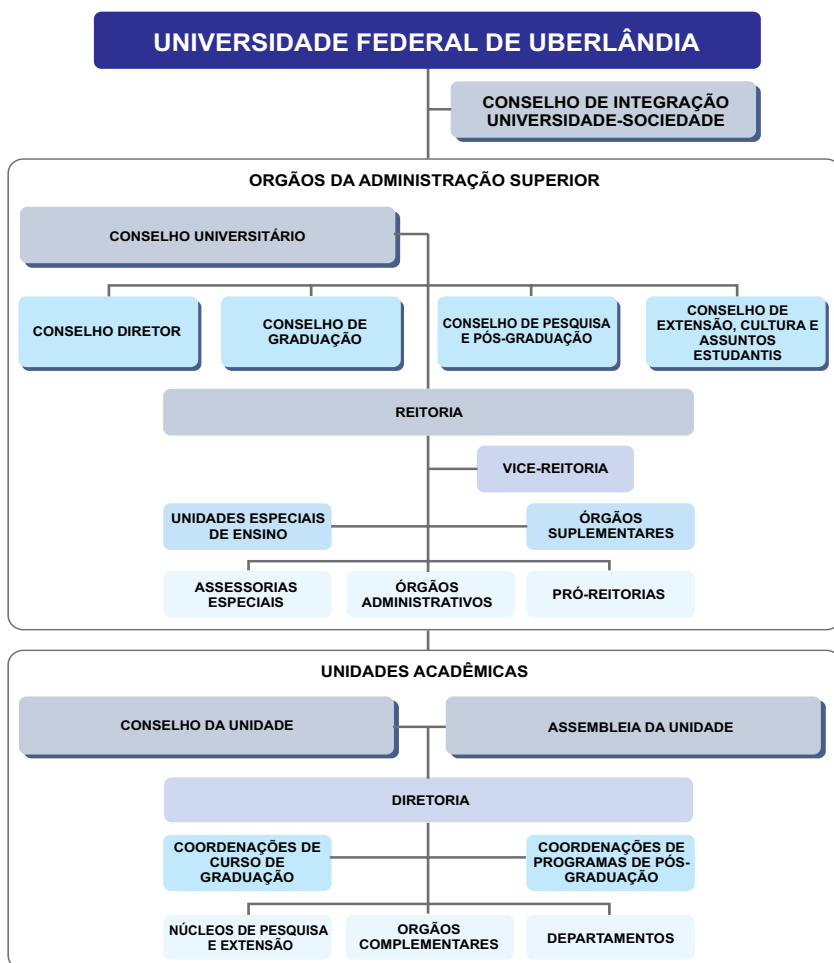 UNIVERSIDADE FEDERAL DE UBERLÂNDIA
CONSELHO DE INTEGRAÇÃO
UNIVERSIDADE-SOCIEDADE
ORGÃOS DA ADMINISTRAÇÃO SUPERIOR
CONSELHO UNIVERSITÁRIO
CONSELHO DIRETOR
CONSELHO DE
GRADUAÇÃO
CONSELHO DE PESQUISA
E PÓS-GRADUAÇÃO
CONSELHO DE
EXTENSÃO, CULTURA E
ASSUNTOS
ESTUDANTIS
REITORIA
VICE-REITORIA
UNIDADES ESPECIAIS
DE ENSINO
ÓRGÃOS
SUPLEMENTARES
ASSESSORIAS
ESPECIAIS
ÓRGÃOS
ADMINISTRATIVOS
PRÓ-REITORIAS
UNIDADES ACADÊMICAS
CONSELHO DA UNIDADE
ASSEMBLEIA DA UNIDADE
DIRETORIA
COORDENAÇÕES DE
CURSO DE
GRADUAÇÃO
COORDENAÇÕES DE
PROGRAMAS DE PÓS-
GRADUAÇÃO
NÚCLEOS DE PESQUISA
E EXTENSÃO
ORGÃOS
COMPLEMENTARES
DEPARTAMENTOS